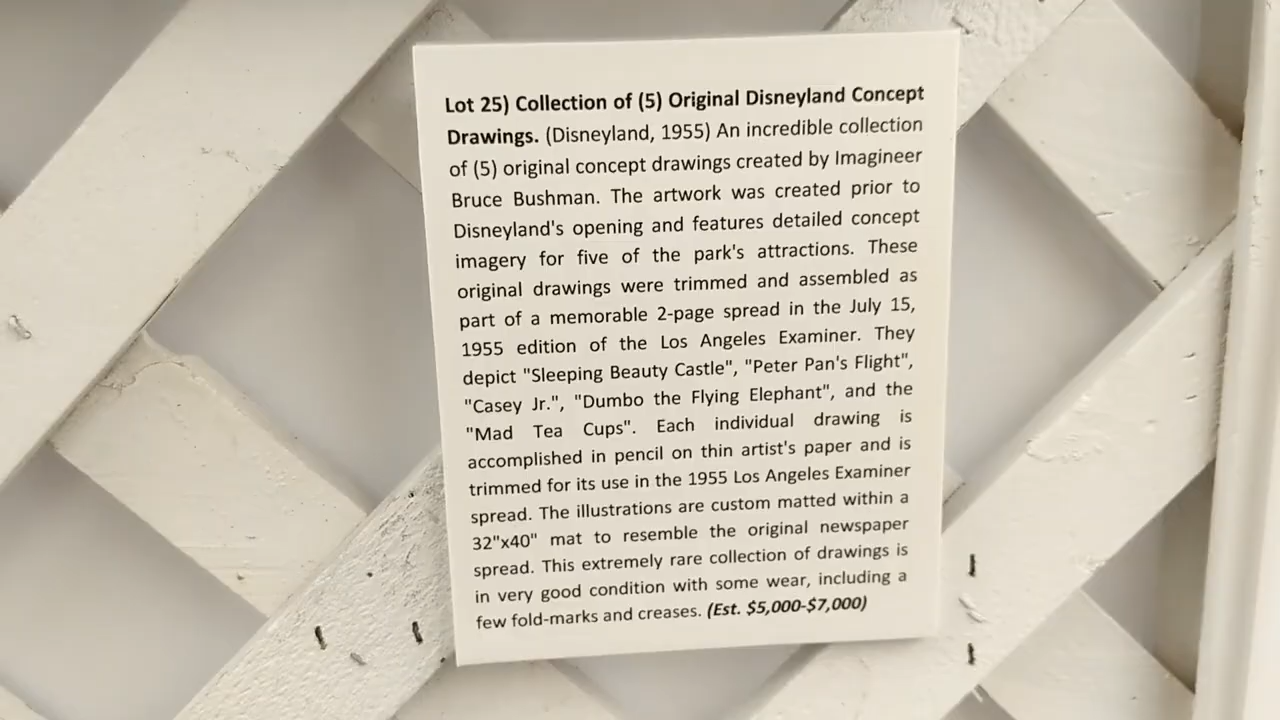 Lot 25) Collection of (5) Original Disneyland Concept
Drawings. (Disneyland, 1955) An incredible collection
of (5) original concept drawings created by Imagineer
Bruce Bushman. The artwork was created prior to
Disneyland's opening and features detailed concept
imagery for five of the park's attractions. These
original drawings were trimmed and assembled as
part of a memorable 2-page spread in the July 15,
1955 edition of the Los Angeles Examiner. They
depict "Sleeping Beauty Castle", "Peter Pan's Flight",
"Casey Jr.", "Dumbo the Flying Elephant", and the
"Mad Tea Cups". Each individual drawing is
accomplished in pencil on thin artist's paper and is
trimmed for its use in the 1955 Los Angeles Examiner
spread. The illustrations are custom matted within a
32"x40" mat to resemble the original newspaper
spread. This extremely rare collection of drawings is
in very good condition with some wear, including a
few fold-marks and creases. (Est. $5,000-$7,000)